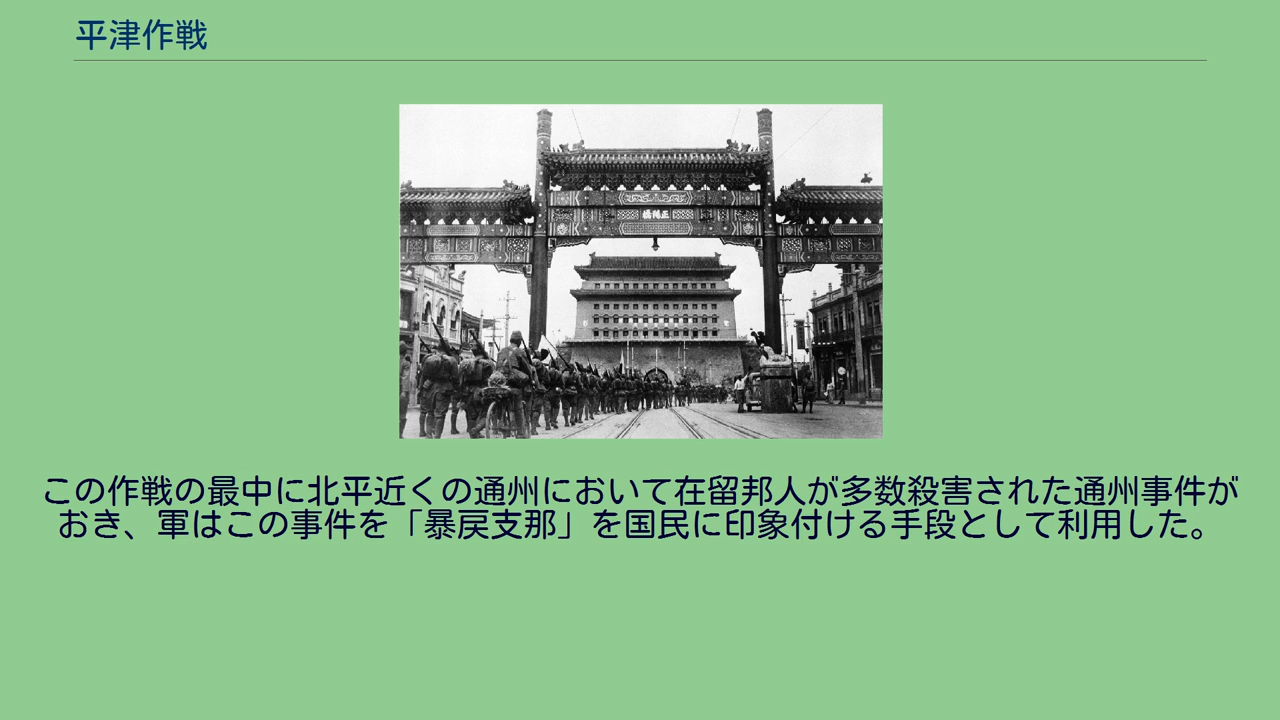 平津作戦
正陽橋
この作戦の最中に北平近くの通州において在留邦人が多数殺害された通州事件が
おき、軍はこの事件を「暴戻支那」を国民に印象付ける手段として利用した。